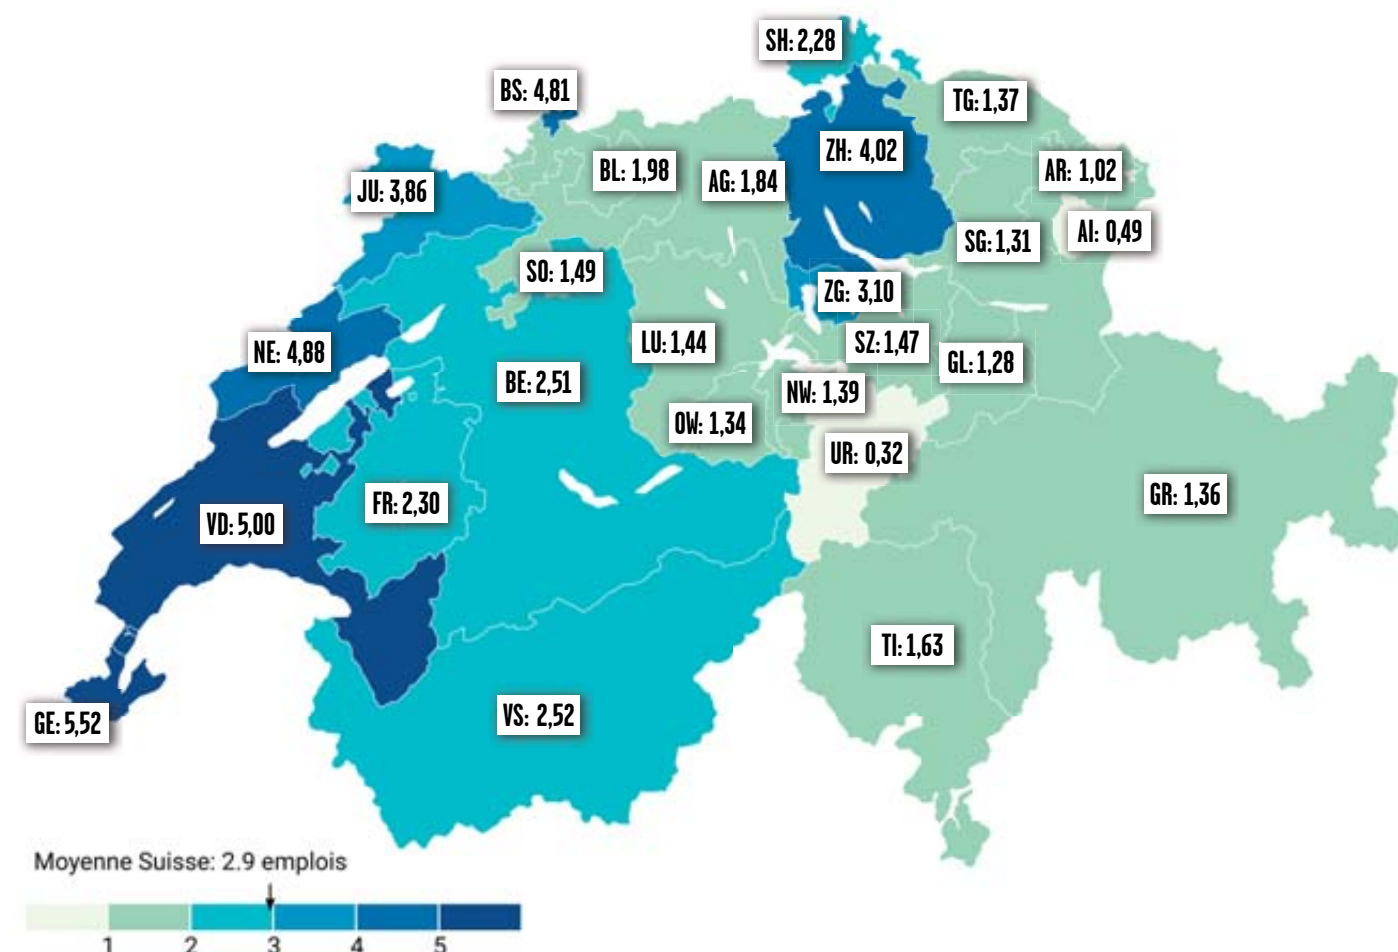 SH: 2,28
BS: 4,81
TG: 1,37
ZH: 4,02
BL: 1,98
AG: 1,84
AR: 1,02
JU: 3,86
AI: 0,49
SG: 1,31
SO: 1,49
ZG: 3,10
NE: 4,88
LU: 1,44
SZ: 1,47
GL: 1,28
BE: 2,51
NW: 1,39
OW: 1,34
UR: 0,32
FR: 2,30
GR: 1,36
VD: 5,00
TI: 1,63
GE: 5,52
VS: 2,52
Moyenne Suisse: 2.9 emplois
1 2 3 4 5